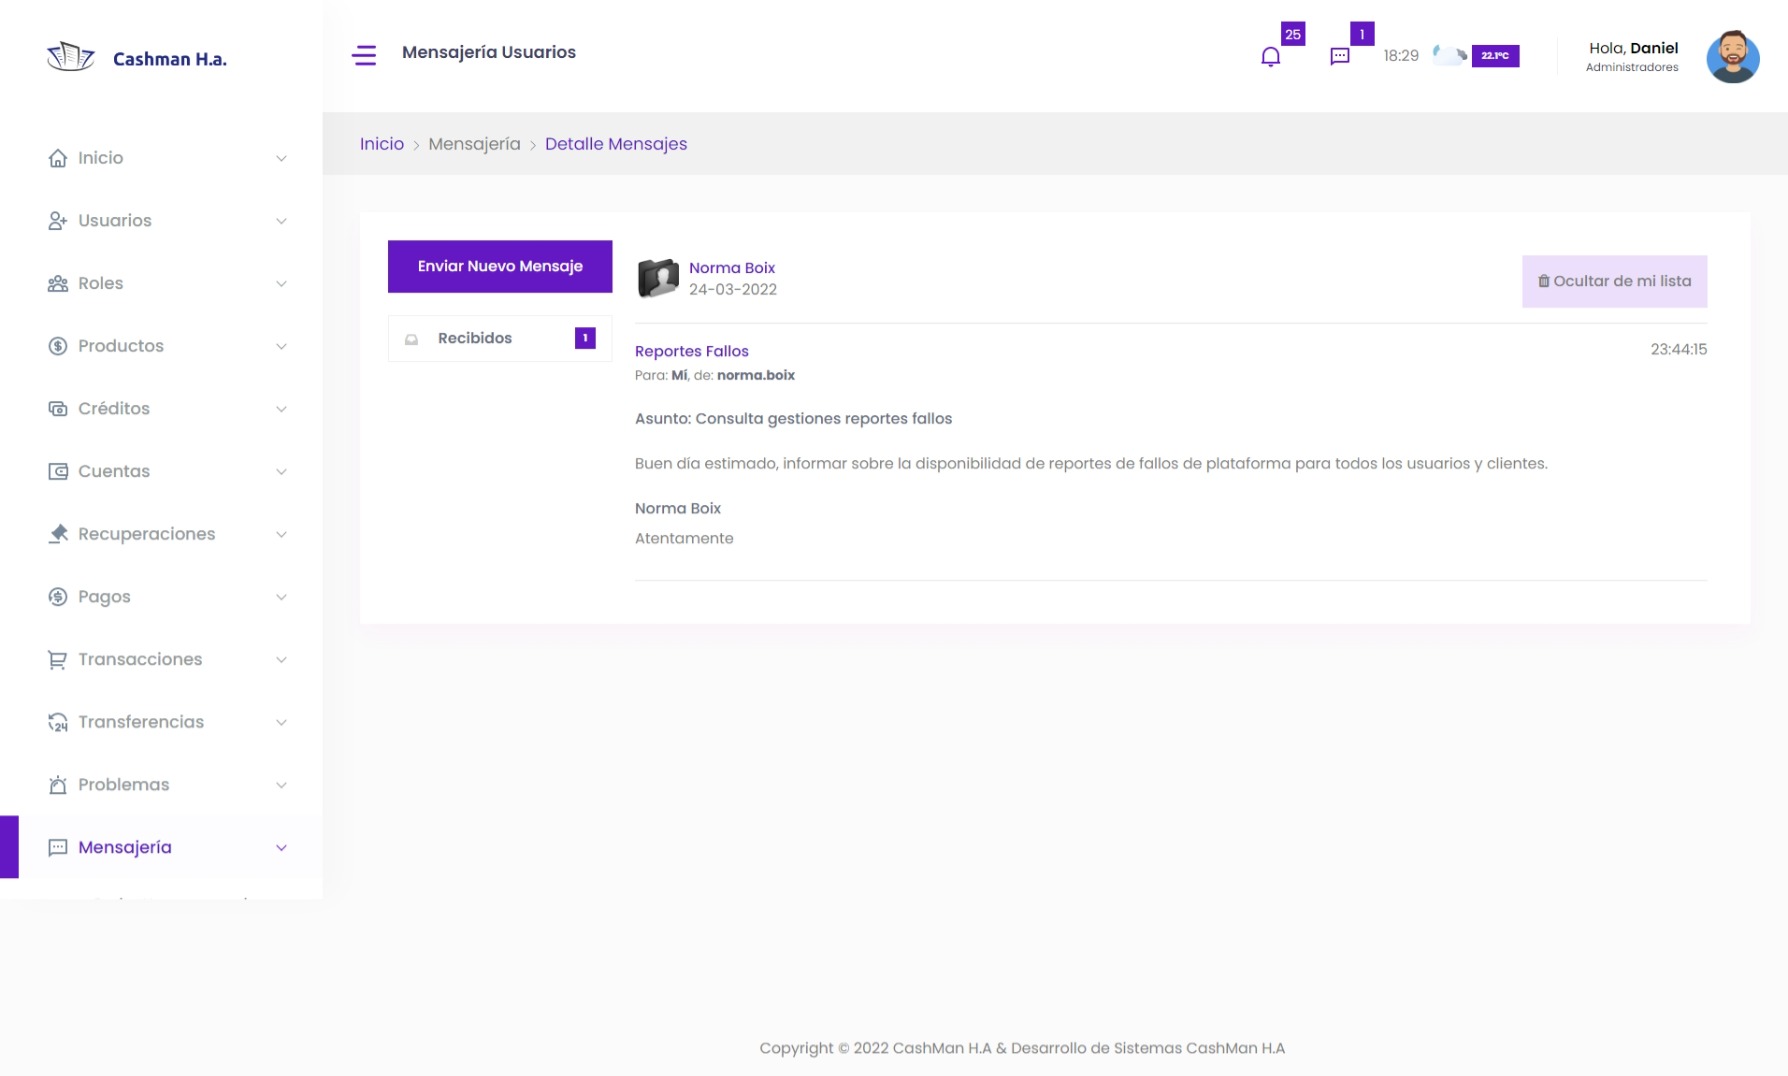 Cashman H.a.
Mensajería Usuarios
25
1
18:29
22.1°C
Hola, Daniel
Administradores
Inicio > Mensajería > Detalle Mensajes
Inicio
Usuarios
Roles
Productos
Créditos
Cuentas
Recuperaciones
Pagos
Transacciones
24
Transferencias
Problemas
Mensajería
Enviar Nuevo Mensaje
Recibidos
1
Norma Boix
24-03-2022
Ocultar de mi lista
Reportes Fallos
23:44:15
Para: Mí, de: norma.boix
Asunto: Consulta gestiones reportes fallos
Buen día estimado, informar sobre la disponibilidad de reportes de fallos de plataforma para todos los usuarios y clientes.
Norma Boix
Atentamente
Copyright © 2022 CashMan H.A & Desarrollo de Sistemas CashMan H.A